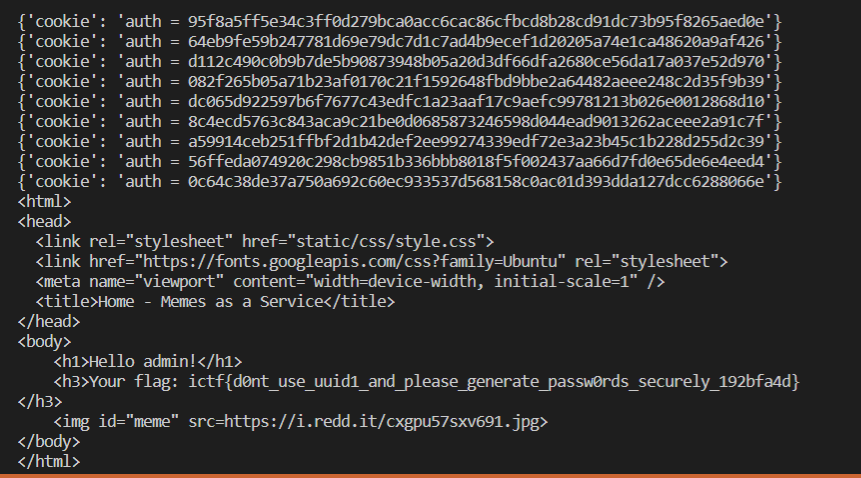 {'cookie': 'auth = 95f8a5ff5e34c3ff0d279bca0acc6cac86cfbcd8b28cd91dc73b95f8265aed0e'}
{'cookie': 'auth = 64eb9fe59b247781d69e79dc7d1c7ad4b9ecef1d20205a74e1ca48620a9af426'}
{'cookie': 'auth = d112c490c0b9b7de5b90873948b05a20d3df66dfa2680ce56da17a037e52d970'}
{'cookie': 'auth = 082f265b05a71b23af0170c21f1592648fbd9bbe2a64482aeee248c2d35f9b39'}
{'cookie': 'auth = dc065d922597b6f7677c43edfc1a23aaf17c9aefc99781213b026e0012868d10'}
{'cookie': 'auth = 8c4ecd5763c843aca9c21be0d0685873246598d044ead9013262aceee2a91c7f'}
{'cookie': 'auth = a59914ceb251ffbf2d1b42def2ee99274339edf72e3a23b45c1b228d255d2c39'}
{'cookie': 'auth = 56ffeda074920c298cb9851b336bbb8018f5f002437aa66d7fd0e65de6e4eed4'}
{'cookie': 'auth = 0c64c38de37a750a692c60ec933537d568158c0ac01d393dda127dcc6288066e'}
<html>
<head>
  <link rel="stylesheet" href="static/css/style.css">
  <link href="https://fonts.googleapis.com/css?family=Ubuntu" rel="stylesheet">
  <meta name="viewport" content="width=device-width, initial-scale=1" />
  <title>Home - Memes as a Service</title>
</head>
<body>
    <h1>Hello admin!</h1>
    <h3>Your flag: ictf{d0nt_use_uuid1_and_please_generate_passw0rds_securely_192bfa4d}
</h3>
    <img id="meme" src=https://i.redd.it/cxgpu57sxv691.jpg>
</body>
</html>